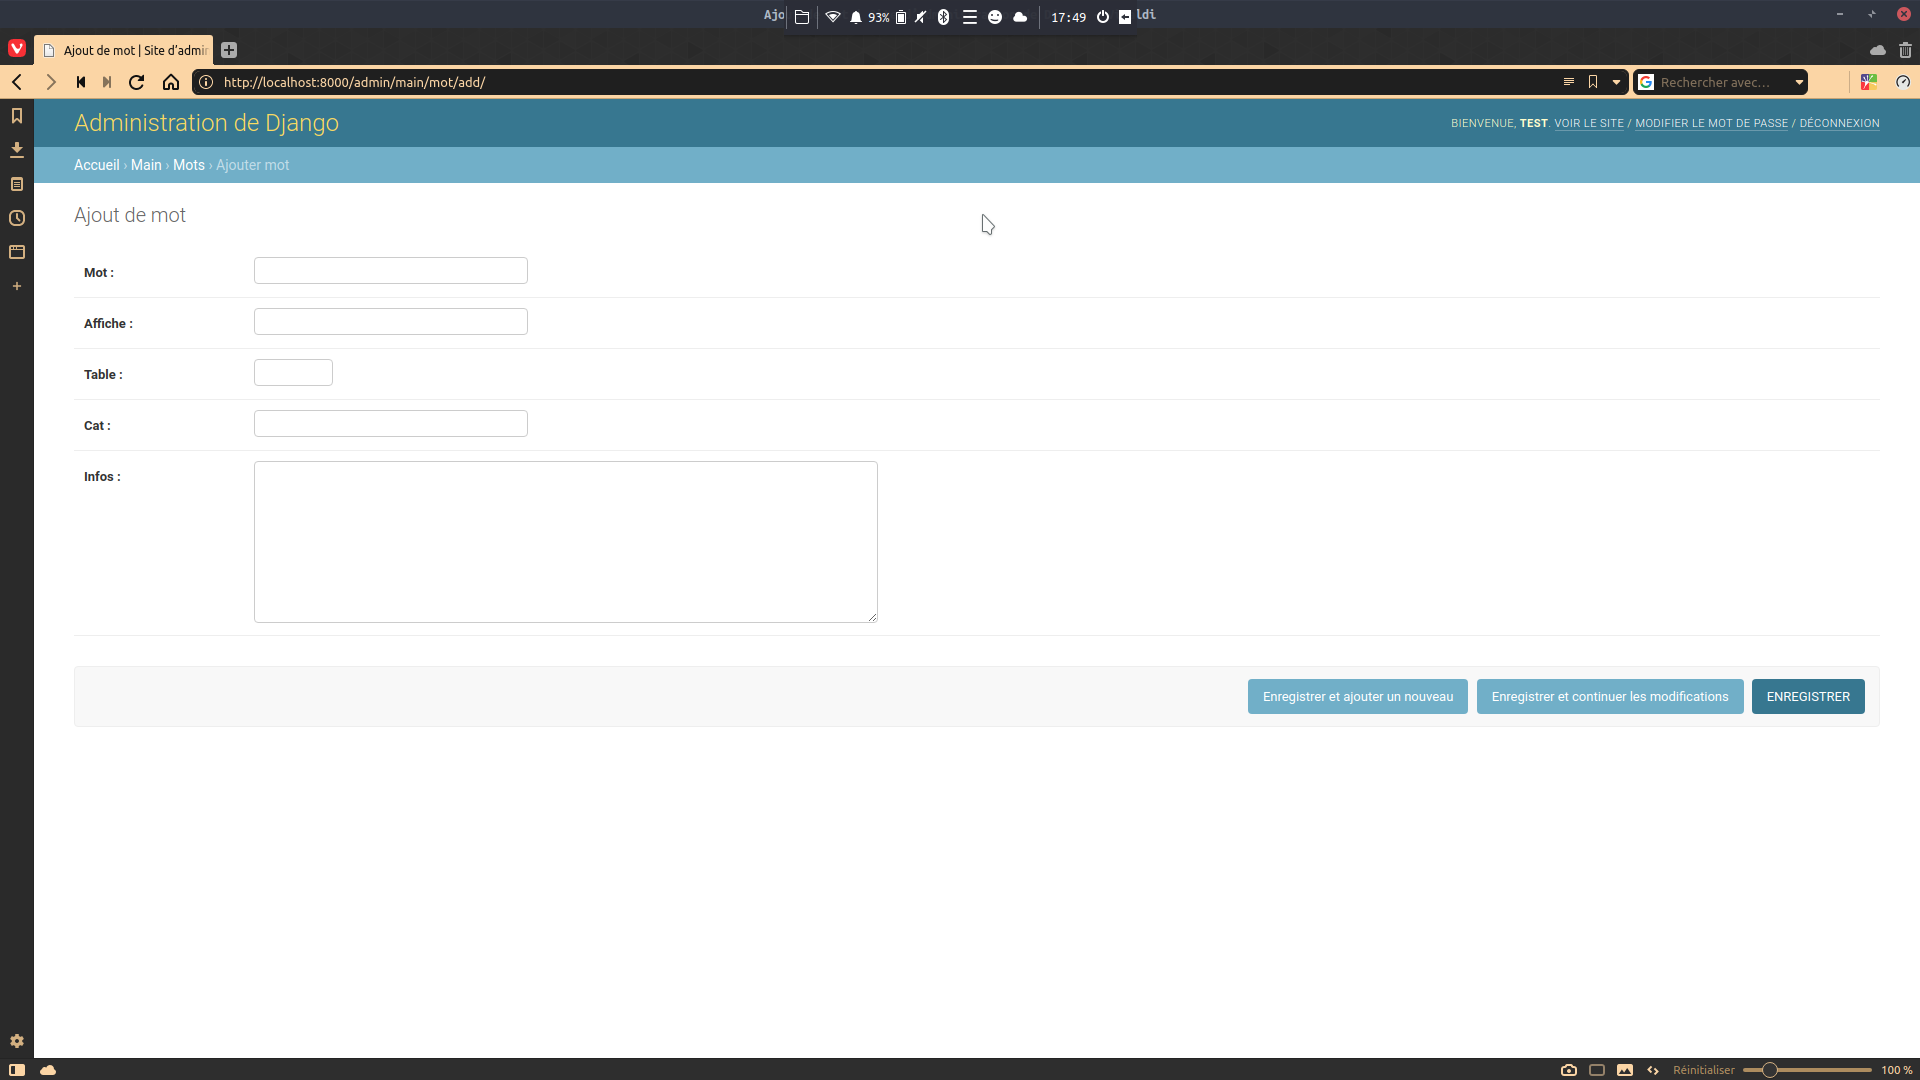 Ajo
93%
17:49
ldi
Ajout de mot | Site d’admin
http://localhost:8000/admin/main/mot/add/
Rechercher avec...
Administration de Django
BIENVENUE, TEST. VOIR LE SITE / MODIFIER LE MOT DE PASSE / DÉCONNEXION
Accueil › Main › Mots › Ajouter mot
Ajout de mot
Mot :
Affiche :
Table :
Cat :
Infos :
Enregistrer et ajouter un nouveau
Enregistrer et continuer les modifications
ENREGISTRER
Réinitialiser
100 %